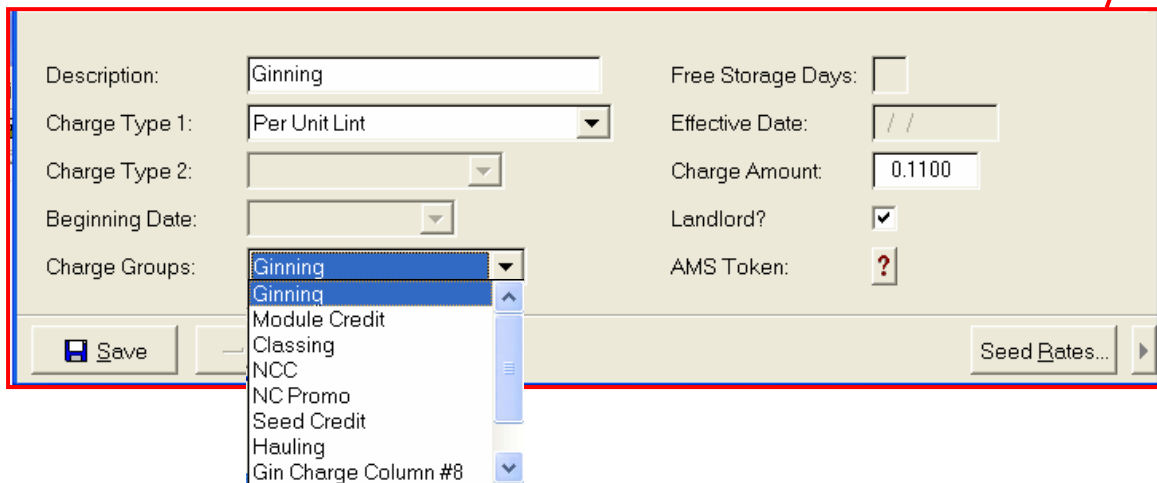 Description: Ginning Free Storage Days:
Charge Type 1: Per Unit Lint Effective Date: / /
Charge Type 2: Charge Amount: 0.1100
Beginning Date: Landlord?
Charge Groups: Ginning AMS Token: ?
Ginning
Module Credit
Save Classing Seed Rates...
NCC
NC Promo
Seed Credit
Hauling
Gin Charge Column #8